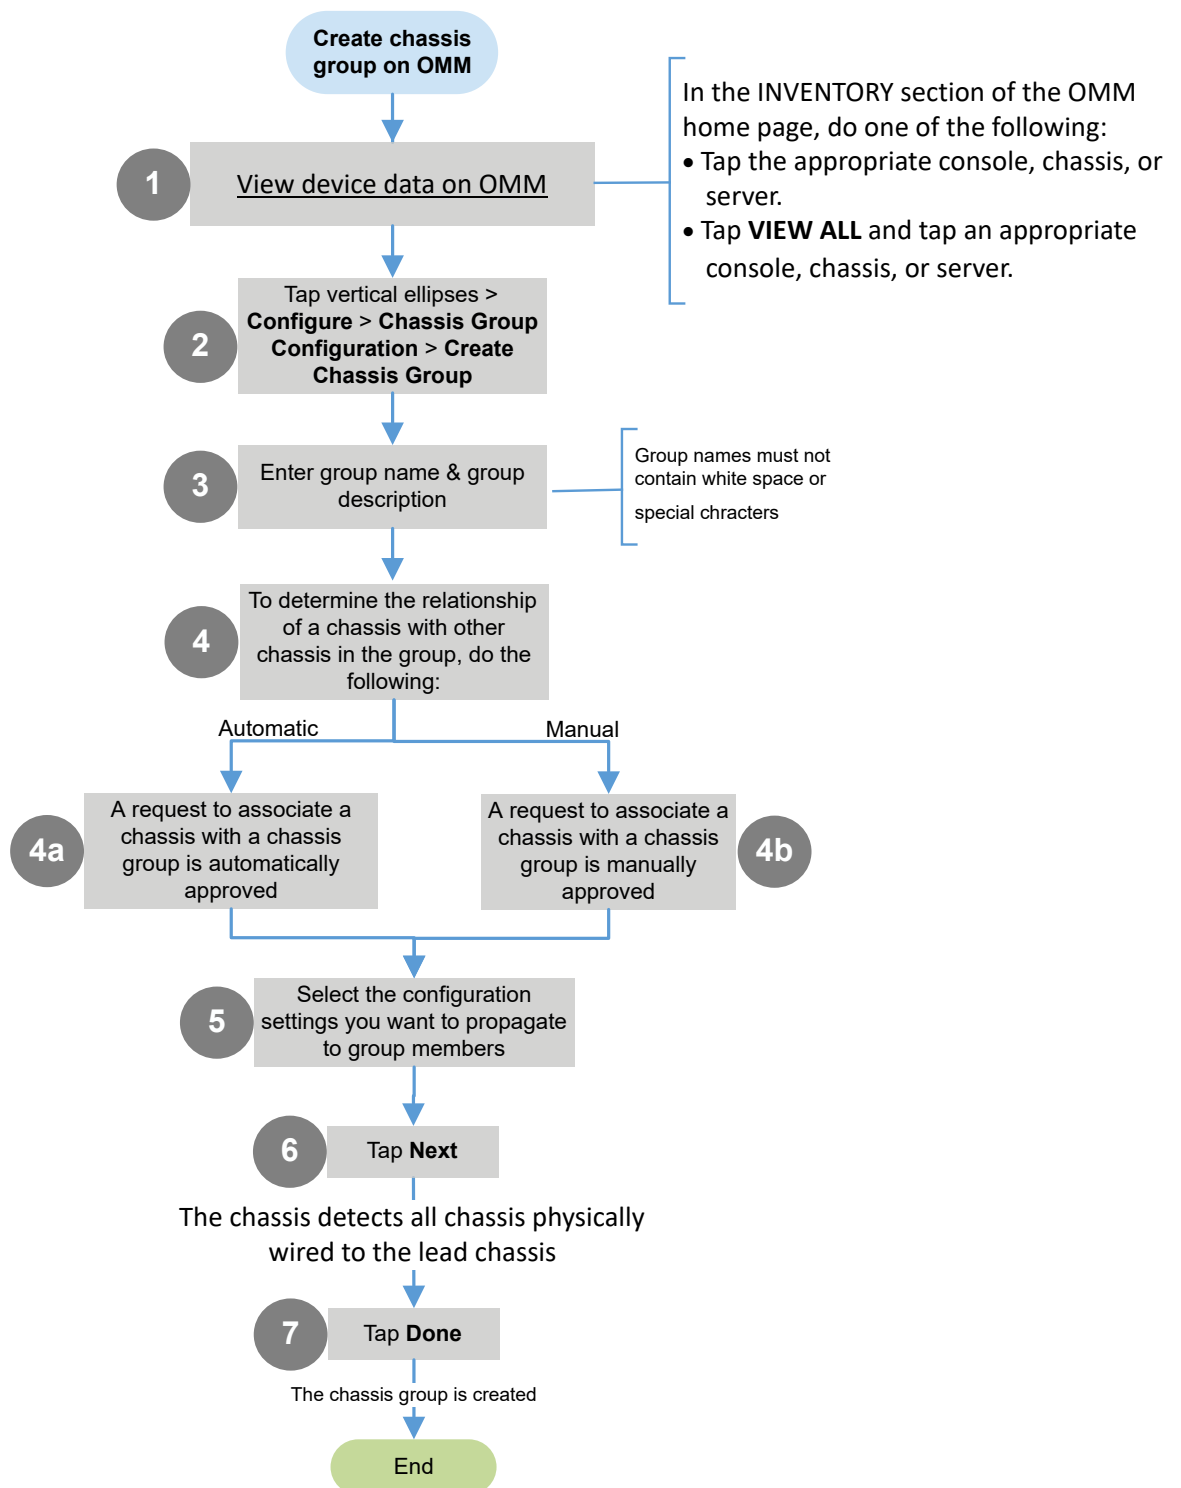 Create chassis
group on OMM
In the INVENTORY section of the OMM
home page, do one of the following:
• Tap the appropriate console, chassis, or
server.
• Tap VIEW ALL and tap an appropriate
console, chassis, or server.
1
View device data on OMM
2
Tap vertical ellipses >
Configure > Chassis Group
Configuration > Create
Chassis Group
3
Enter group name & group
description
Group names must not
contain white space or
special chracters
4
To determine the relationship
of a chassis with other
chassis in the group, do the
following:
Automatic
Manual
4a
A request to associate a
chassis with a chassis
group is automatically
approved
A request to associate a
chassis with a chassis
group is manually
approved
4b
5
Select the configuration
settings you want to propagate
to group members
6
Tap Next
The chassis detects all chassis physically
wired to the lead chassis
7
Tap Done
The chassis group is created
End